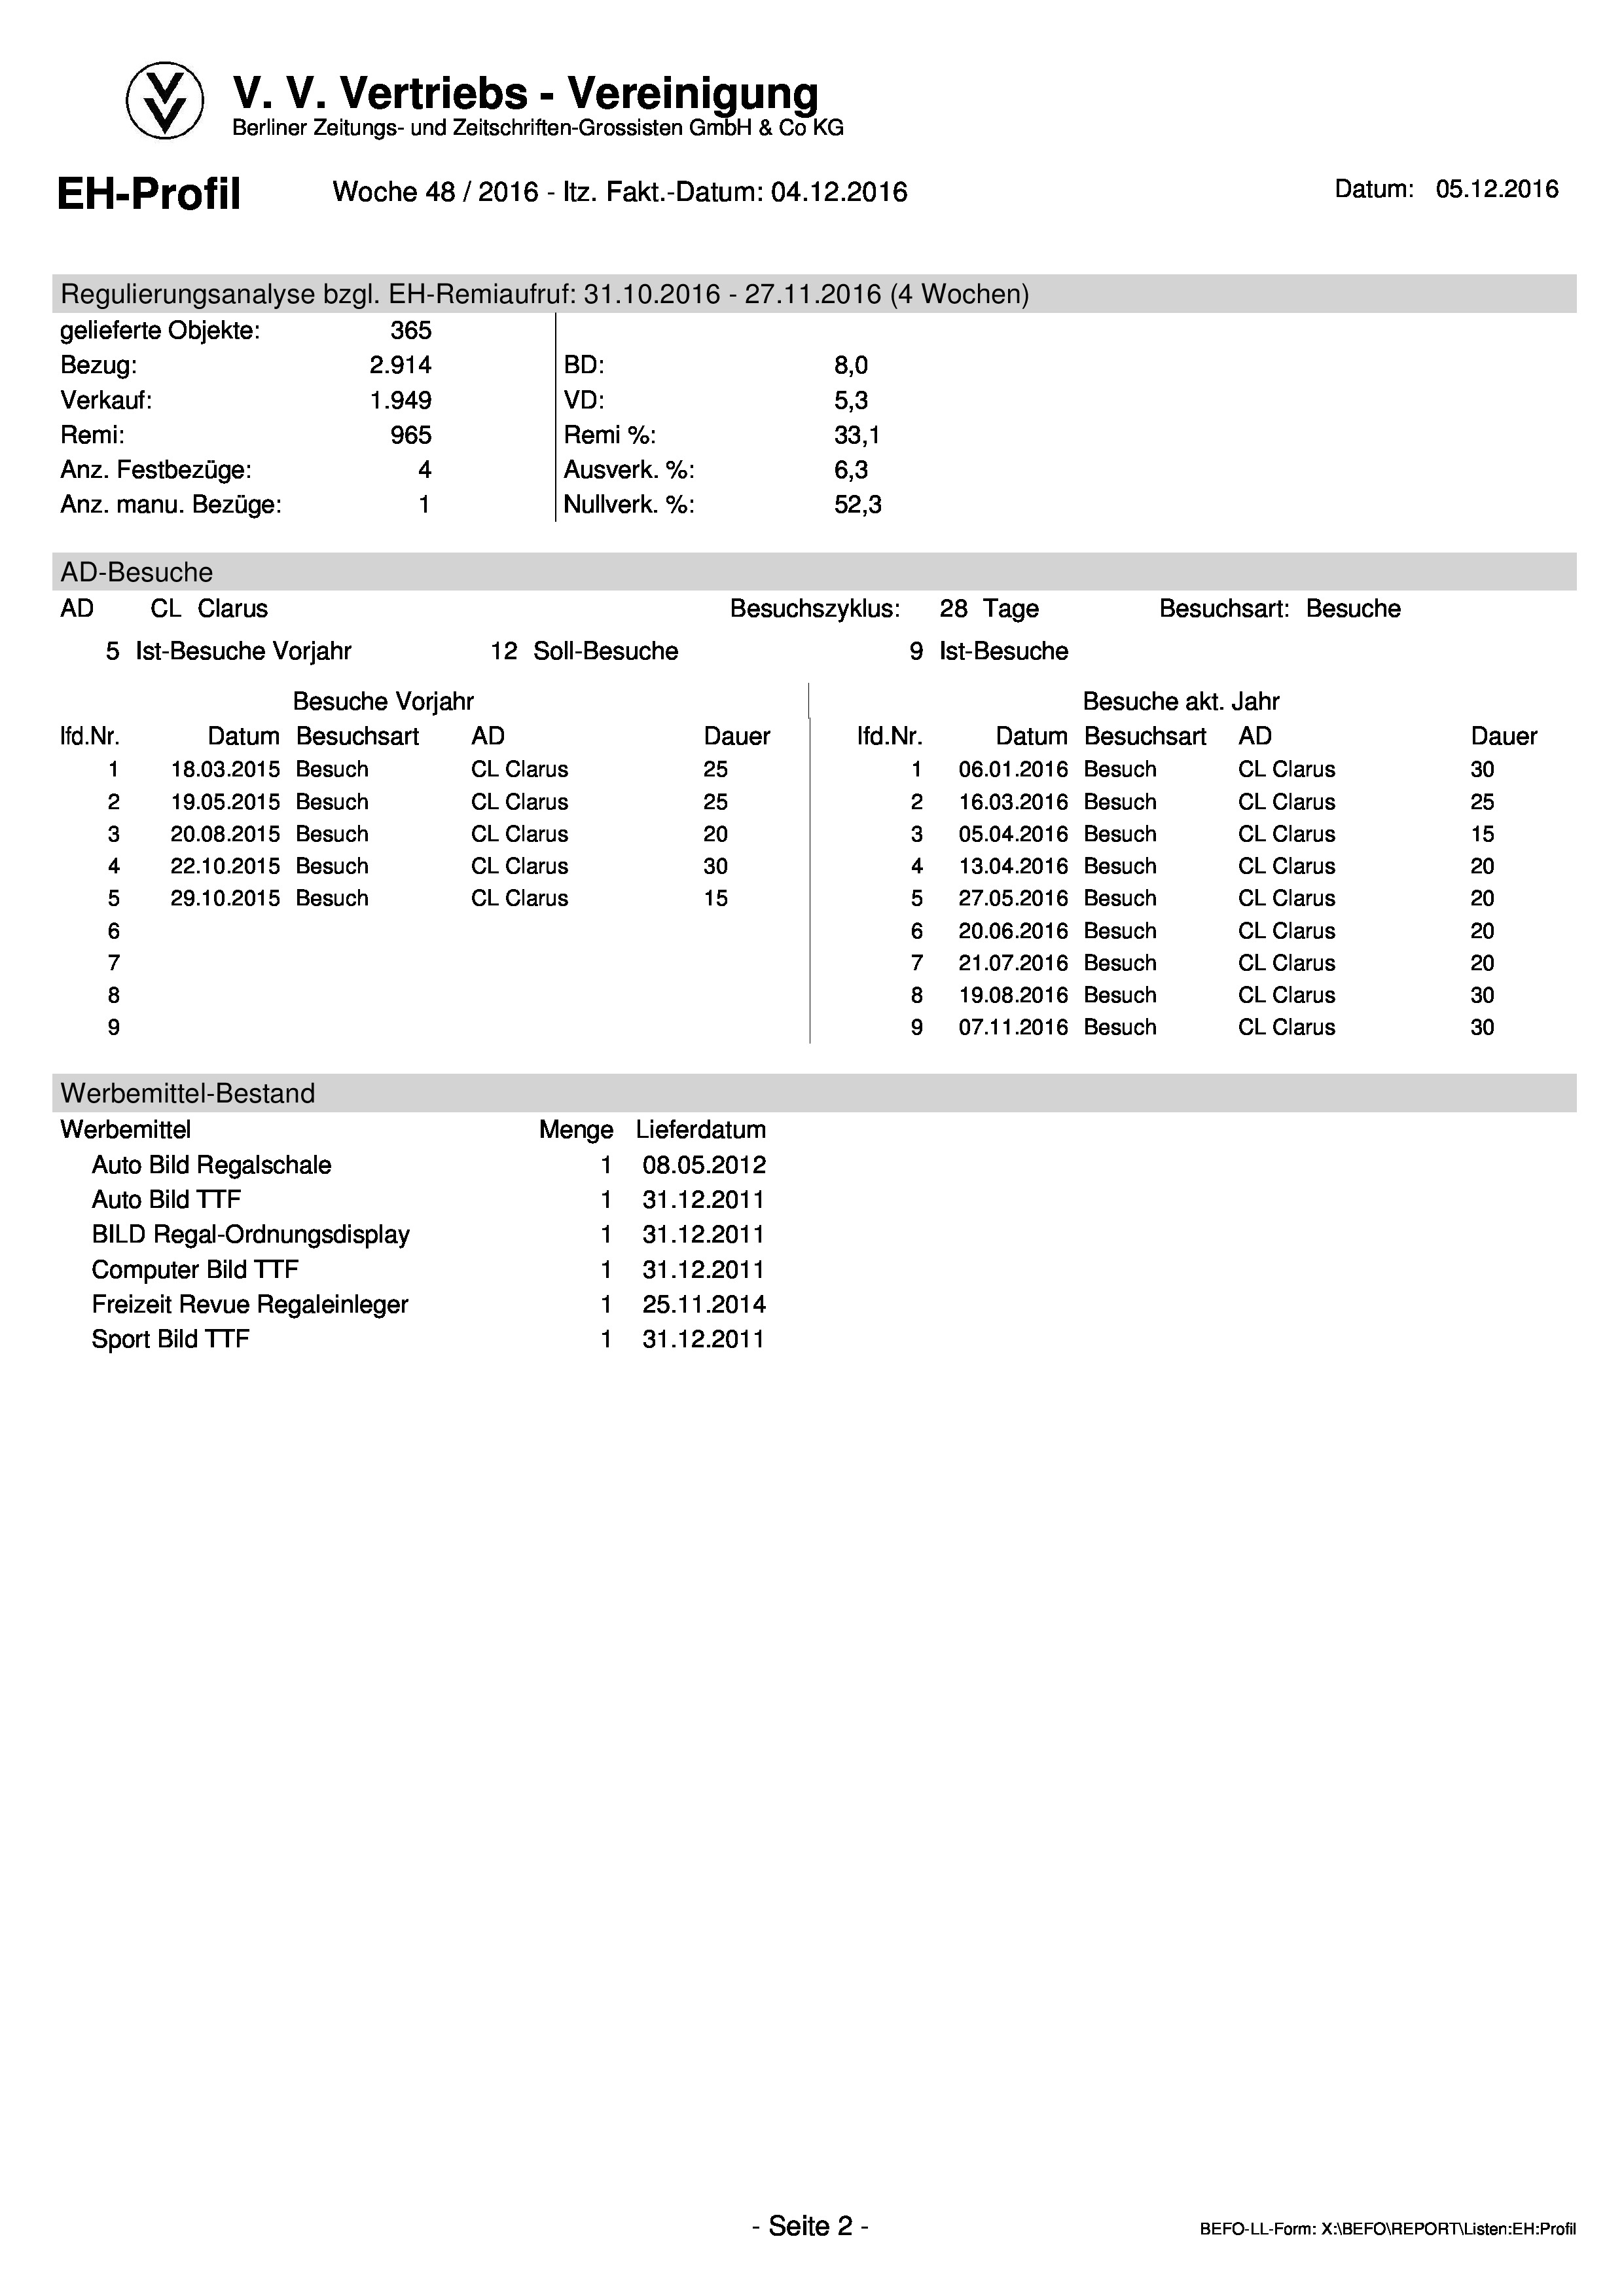 V. V. Vertriebs - Vereinigung
Berliner Zeitungs- und Zeitschriften-Grossisten GmbH & Co KG
EH-Profil Woche 48 / 2016 - ltz. Fakt.-Datum: 04.12.2016 Datum: 05.12.2016
Regulierungsanalyse bzgl. EH-Remiaufruf: 31.10.2016 - 27.11.2016 (4 Wochen)
gelieferte Objekte: 365
Bezug: 2.914 BD: 8,0
Verkauf: 1.949 VD: 5,3
Remi: 965 Remi %: 33,1
Anz. Festbezüge: 4 Ausverk. %: 6,3
Anz. manu. Bezüge: 1 Nullverk. %: 52,3
AD-Besuche
AD CL Clarus Besuchszyklus: 28 Tage Besuchsart: Besuche
5 Ist-Besuche Vorjahr 12 Soll-Besuche 9 Ist-Besuche
Besuche Vorjahr Besuche akt. Jahr
lfd.Nr. Datum Besuchsart AD Dauer lfd.Nr. Datum Besuchsart AD Dauer
1 18.03.2015 Besuch CL Clarus 25 1 06.01.2016 Besuch CL Clarus 30
2 19.05.2015 Besuch CL Clarus 25 2 16.03.2016 Besuch CL Clarus 25
3 20.08.2015 Besuch CL Clarus 20 3 05.04.2016 Besuch CL Clarus 15
4 22.10.2015 Besuch CL Clarus 30 4 13.04.2016 Besuch CL Clarus 20
5 29.10.2015 Besuch CL Clarus 15 5 27.05.2016 Besuch CL Clarus 20
6 6 20.06.2016 Besuch CL Clarus 20
7 7 21.07.2016 Besuch CL Clarus 20
8 8 19.08.2016 Besuch CL Clarus 30
9 9 07.11.2016 Besuch CL Clarus 30
Werbemittel-Bestand
Werbemittel Menge Lieferdatum
Auto Bild Regalschale 1 08.05.2012
Auto Bild TTF 1 31.12.2011
BILD Regal-Ordnungsdisplay 1 31.12.2011
Computer Bild TTF 1 31.12.2011
Freizeit Revue Regaleinleger 1 25.11.2014
Sport Bild TTF 1 31.12.2011
- Seite 2 - BEFO-LL-Form: X:\BEFO\REPORT\Listen:EH:Profil